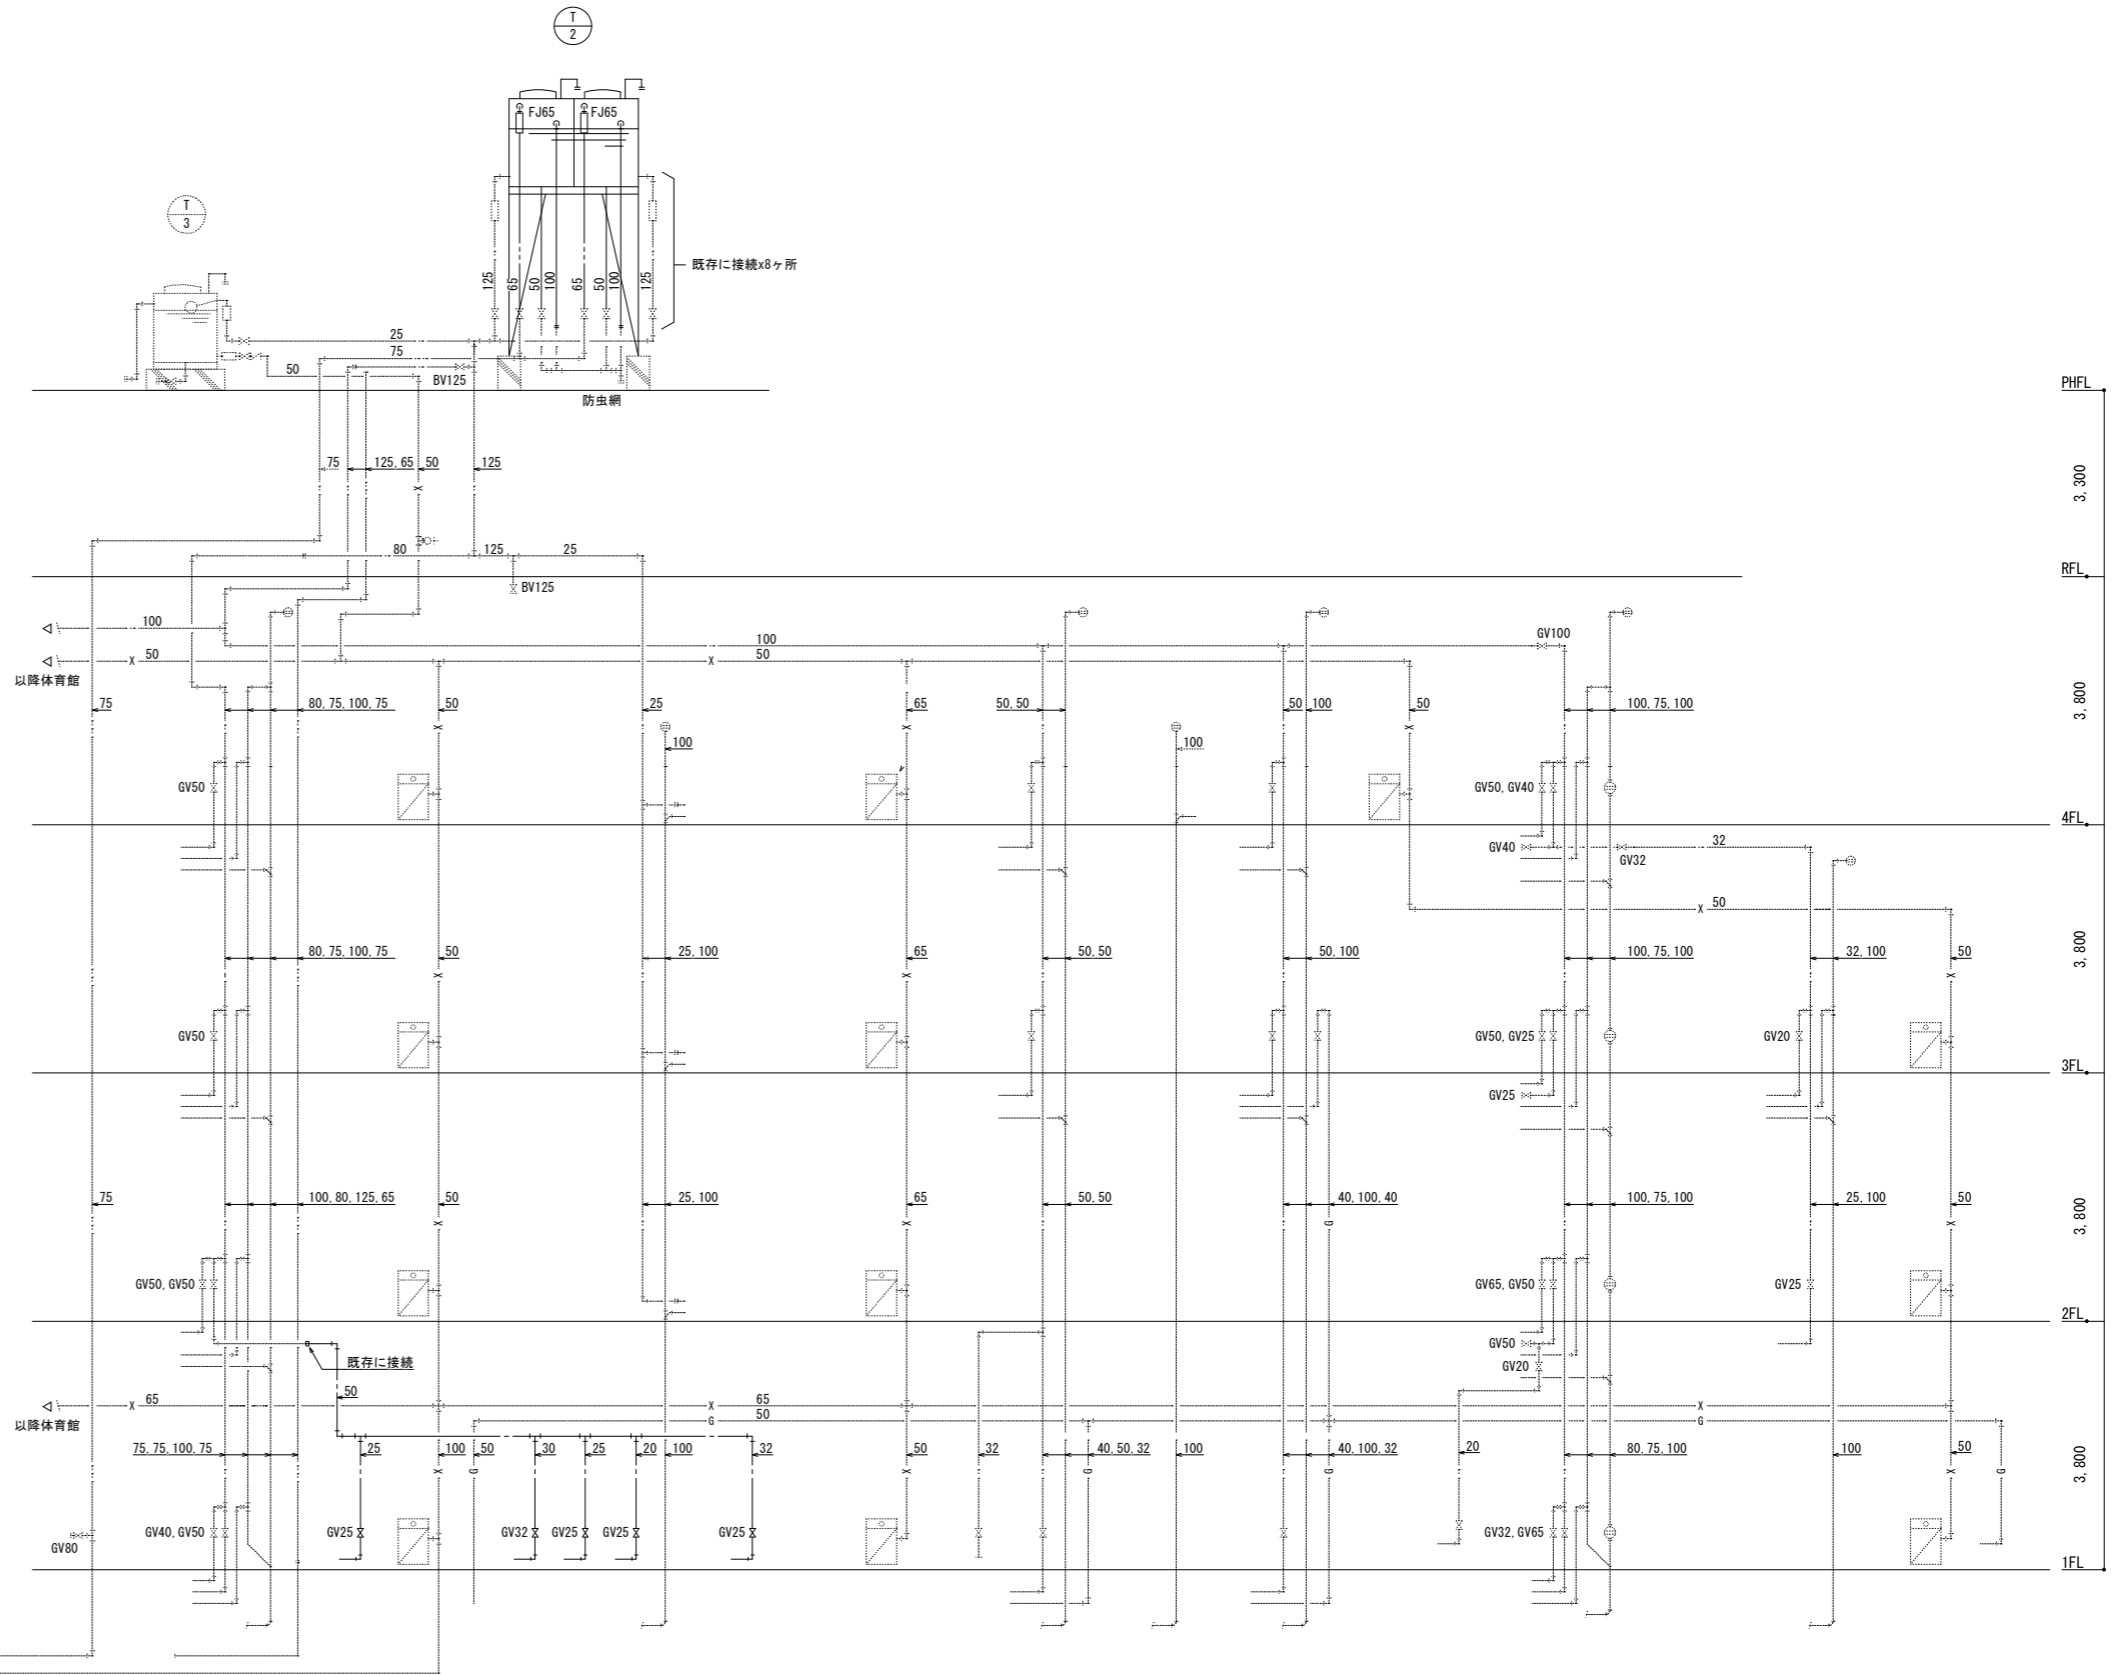 T
2
FJ65 FJ65
T
3
125 65 50 100 65 50 100 125
既存に接続x8ヶ所
25
75
50
BV125
防虫網
PHFL
75 125,65 50 125
3,300
X
80 125 25
RFL
BV125
100
100
GV100
X 50 X 50
以降体育館
75 80,75,100,75 50 25 65 50,50 50 100 50 100,75,100
3,800
X X X
100 100
GV50 GV50,GV40
4FL
GV40 GV32 32
X 50
75 80,75,100,75 50 25,100 65 50,50 50,100 100,75,100 32,100 50
3,800
X X X
GV50 GV50,GV25 GV20
3FL
GV25
75 100,80,125,65 50 25,100 65 50,50 40,100,40 100,75,100 25,100 50
3,800
X X G X
GV50,GV50 GV65,GV50 GV25
2FL
GV50
既存に接続
GV20
50
X 65 X 65 X
G 50 G
以降体育館
75,75,100,75 25 100 50 30 25 20 100 32 50 32 40,50,32 100 40,100,32 20 80,75,100 100 50
3,800
X G X G G X G
GV80 GV40,GV50 GV25 GV32 GV25 GV25 GV25 GV32,GV65
1FL